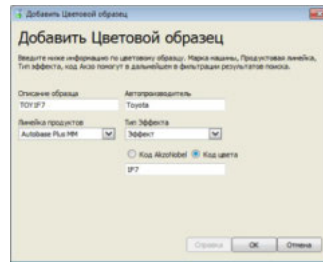 Добавить Цветовой образец
Добавить Цветовой образец
Введите ниже информацию по цветовому образцу. Марка машины, Продуктовая линейка,
Тип эффекта, код Акзо помогут в дальнейшем в фильтрации результатов поиска.
Описание образца Автопроизводитель
TOY1F7 Toyota
Линейка продуктов Тип Эффекта
Autobase Plus MM Эффект
Код AkzoNobel Код цвета
1F7
Справка OK Отмена